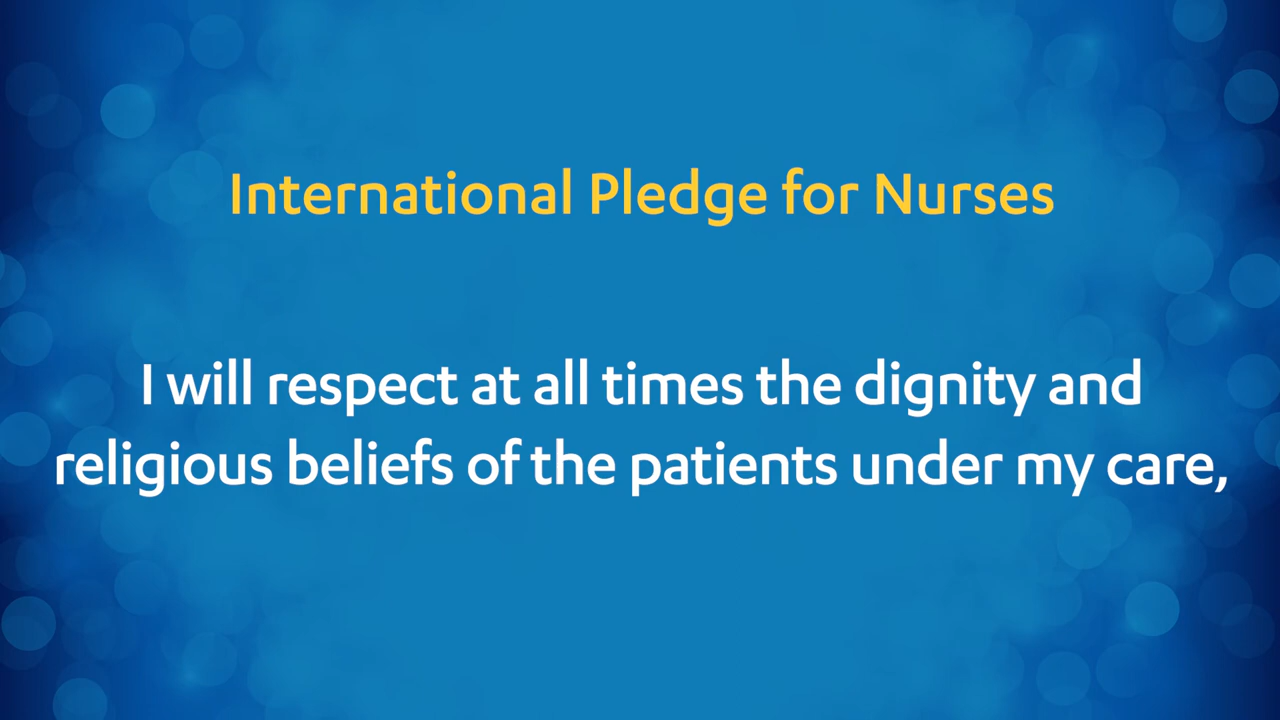 International Pledge for Nurses
I will respect at all times the dignity and
religious beliefs of the patients under my care,